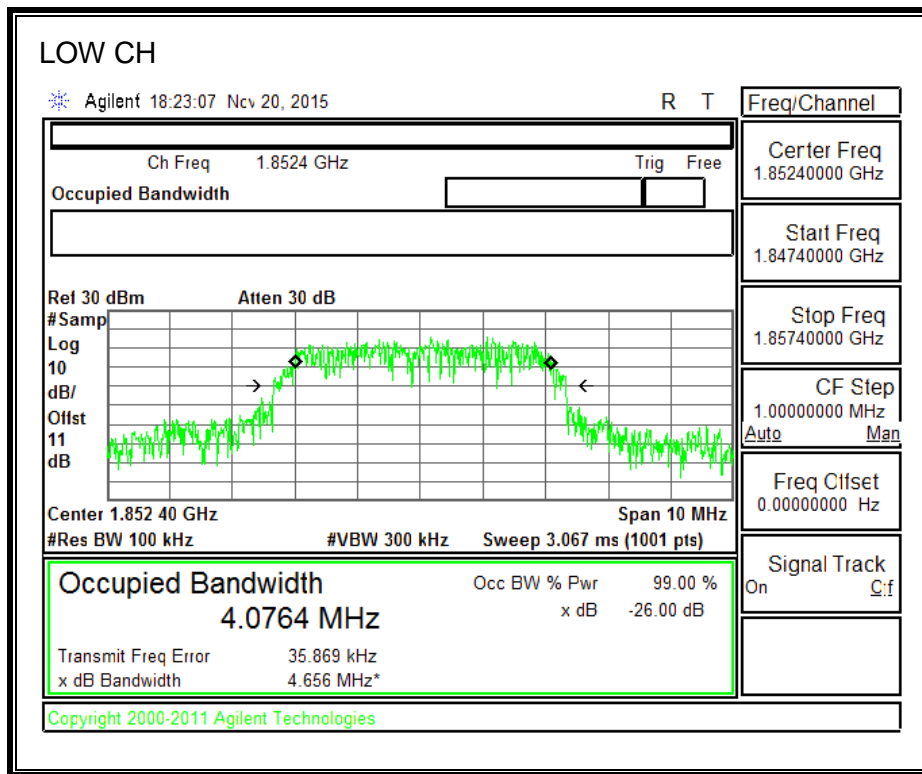 LOW CH
Agilent 18:23:07 Nov 20, 2015 R T
Freq/Channel
Ch Freq 1.8524 GHz Trig Free
Occupied Bandwidth
Center Freq
1.85240000 GHz
Start Freq
1.84740000 GHz
Stop Freq
1.85740000 GHz
CF Step
1.00000000 MHz
Auto Man
Freq Offset
0.00000000 Hz
Signal Track
On Off
Ref 30 dBm Atten 30 dB
#Samp
Log
10
dB/
Offst
11
dB
Center 1.852 40 GHz Span 10 MHz
#Res BW 100 kHz #VBW 300 kHz Sweep 3.067 ms (1001 pts)
Occupied Bandwidth Occ BW % Pwr 99.00 %
4.0764 MHz x dB -26.00 dB
Transmit Freq Error 35.869 kHz
x dB Bandwidth 4.656 MHz*
Copyright 2000-2011 Agilent Technologies